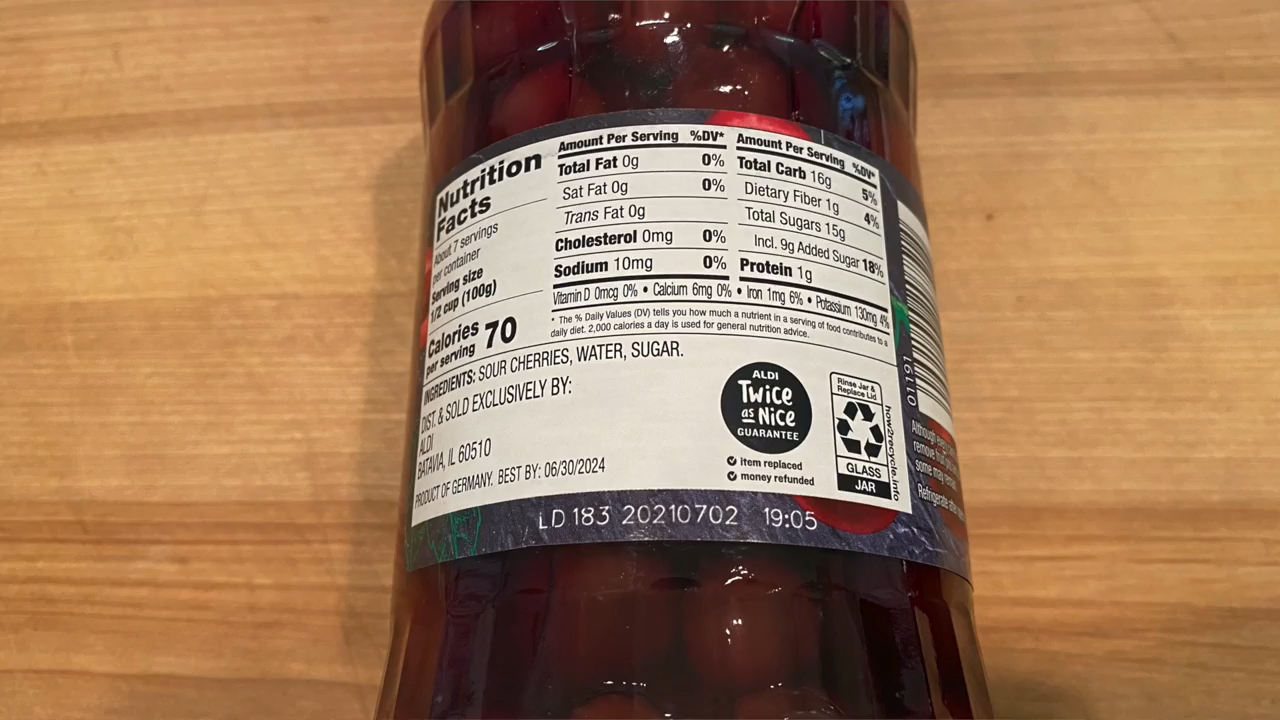 Nutrition
Facts
About 7 servings
per container
Serving size
1/2 cup (100g)
Calories 70
per serving
Amount Per Serving %DV*
Total Fat 0g 0%
Sat Fat 0g 0%
Trans Fat 0g
Cholesterol 0mg 0%
Sodium 10mg 0%
Amount Per Serving %DV*
Total Carb 16g 5%
Dietary Fiber 1g 4%
Total Sugars 15g
Incl. 9g Added Sugar 18%
Protein 1g
Vitamin D 0mcg 0% • Calcium 6mg 0% • Iron 1mg 6% • Potassium 130mg 4%
* The % Daily Values (DV) tells you how much a nutrient in a serving of food contributes to a
daily diet. 2,000 calories a day is used for general nutrition advice.
INGREDIENTS: SOUR CHERRIES, WATER, SUGAR.
DIST. & SOLD EXCLUSIVELY BY:
ALDI
BATAVIA, IL 60510
PRODUCT OF GERMANY. BEST BY: 06/30/2024
ALDI
Twice
as Nice
GUARANTEE
item replaced
money refunded
Rinse Jar &
Replace Lid
GLASS
JAR
how2recycle.info
01191
Although
remove
some may
Refrigerate after
LD 183 20210702 19:05